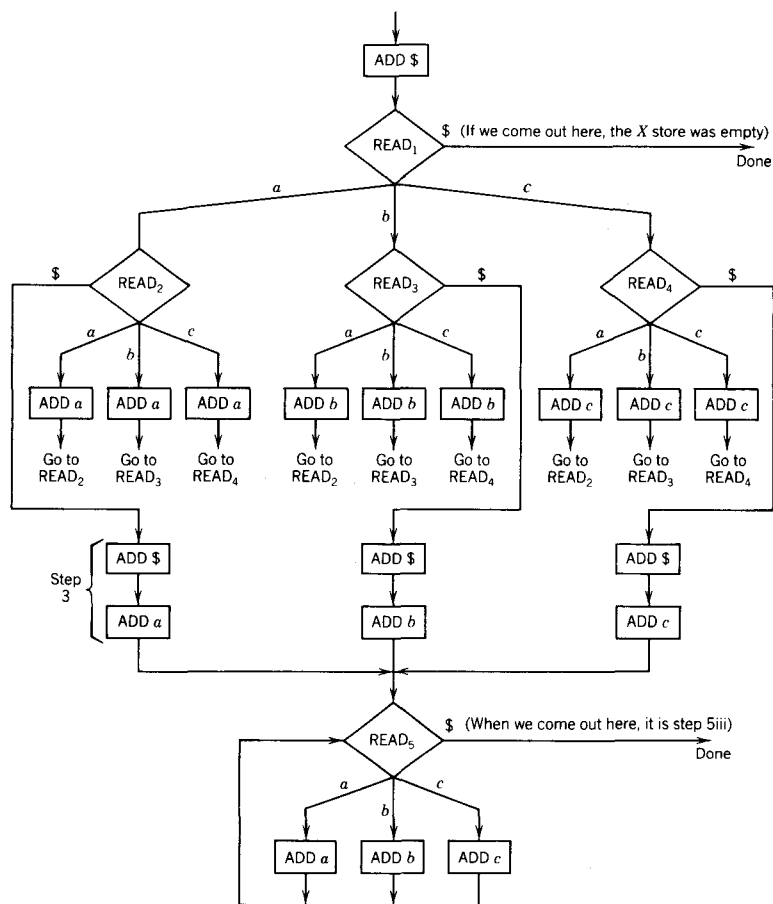 ADD $
$ (If we come out here, the X store was empty)
READ₁
Done
a
b
c
$
READ₂
READ₃
$
READ₄
$
a
b
c
a
b
c
a
b
c
ADD a
ADD a
ADD a
ADD b
ADD b
ADD b
ADD c
ADD c
ADD c
Go to READ₂
Go to READ₃
Go to READ₄
Go to READ₂
Go to READ₃
Go to READ₄
Go to READ₂
Go to READ₃
Go to READ₄
Step 3
ADD $
ADD $
ADD $
ADD a
ADD b
ADD c
$ (When we come out here, it is step 5iii)
READ₅
Done
a
b
c
ADD a
ADD b
ADD c